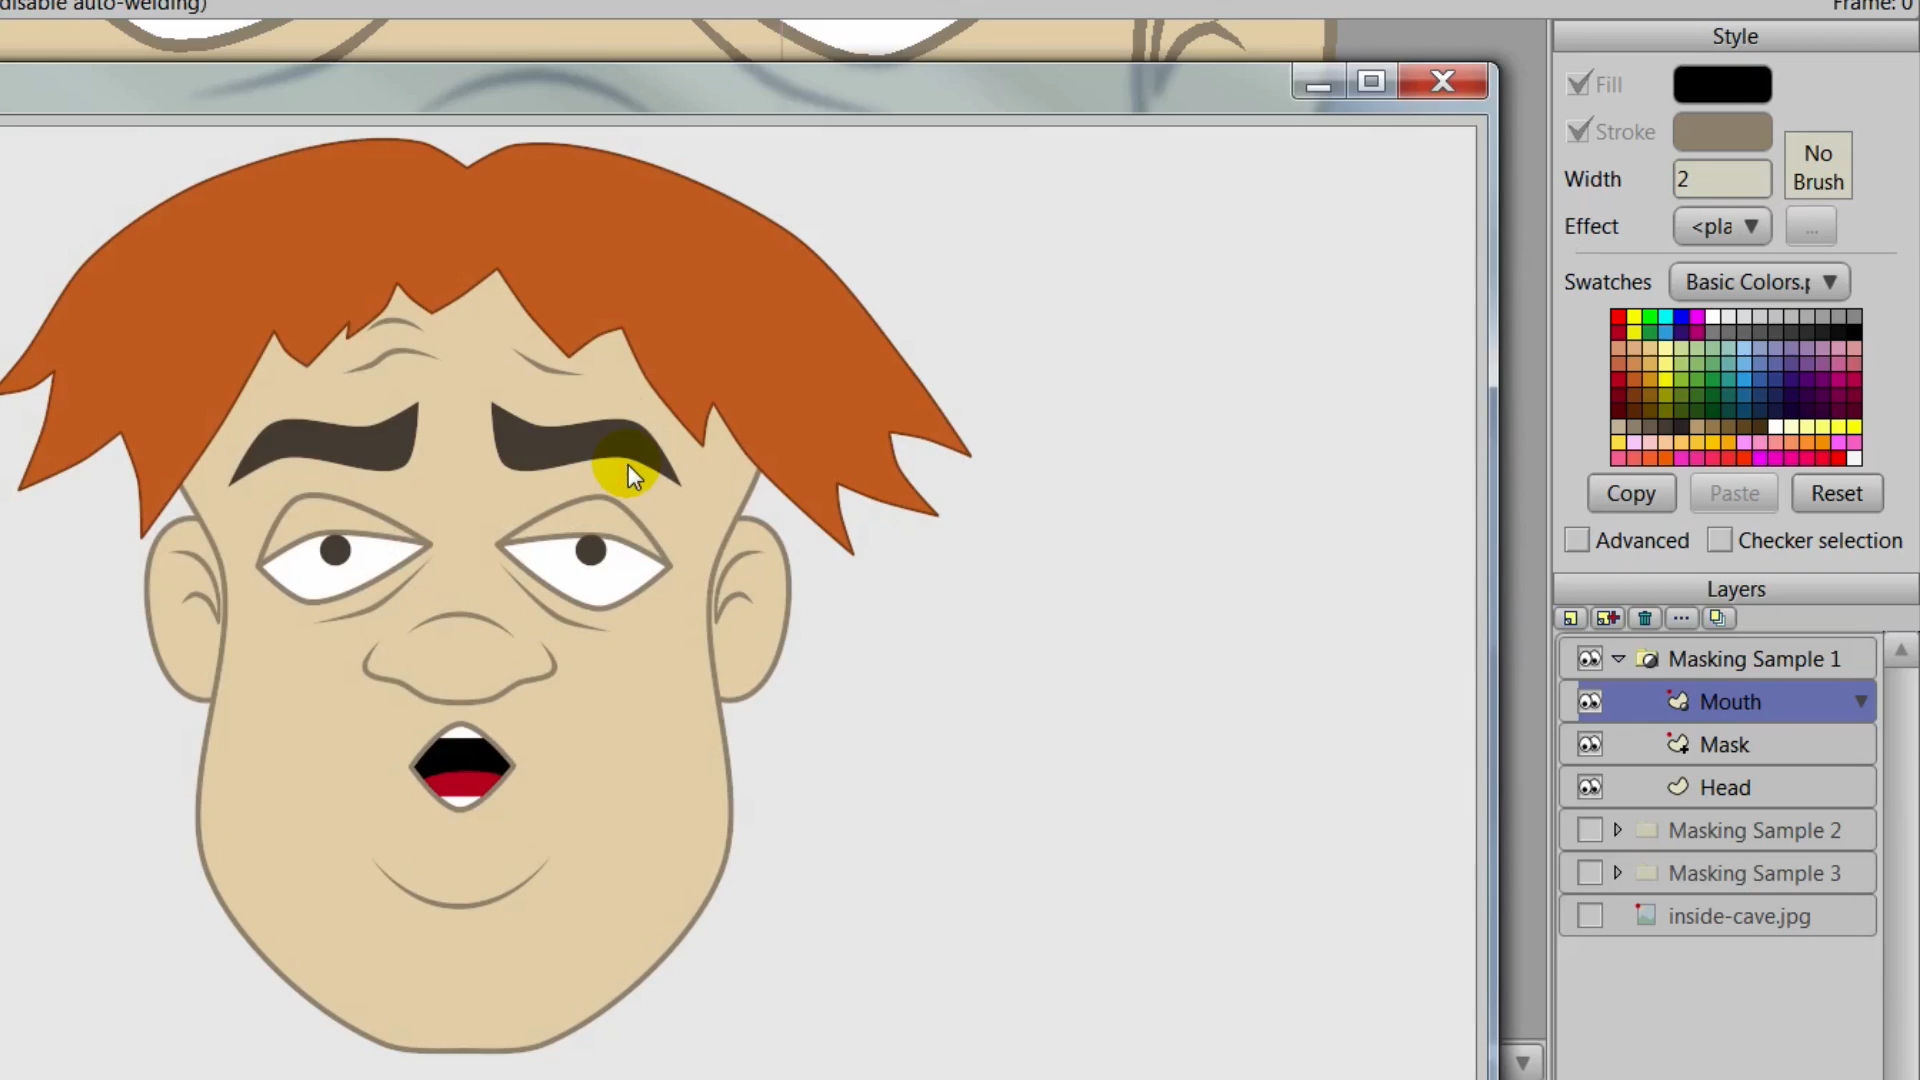 disable auto-welding)
Frame: 0
Style
Fill
Stroke
Width 2
No
Brush
Effect <pla
...
Swatches Basic Colors.p
Copy Paste Reset
Advanced Checker selection
Layers
Masking Sample 1
Mouth
Mask
Head
Masking Sample 2
Masking Sample 3
inside-cave.jpg